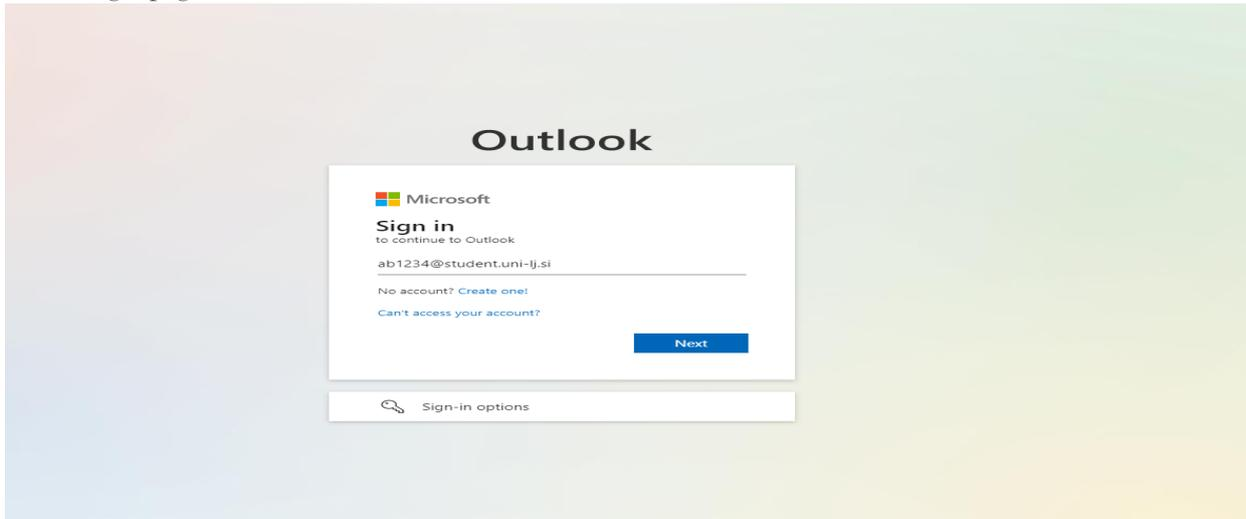 Outlook
Microsoft
Sign in
to continue to Outlook
ab1234@student.uni-lj.si
No account? Create one!
Can't access your account?
Next
Sign-in options